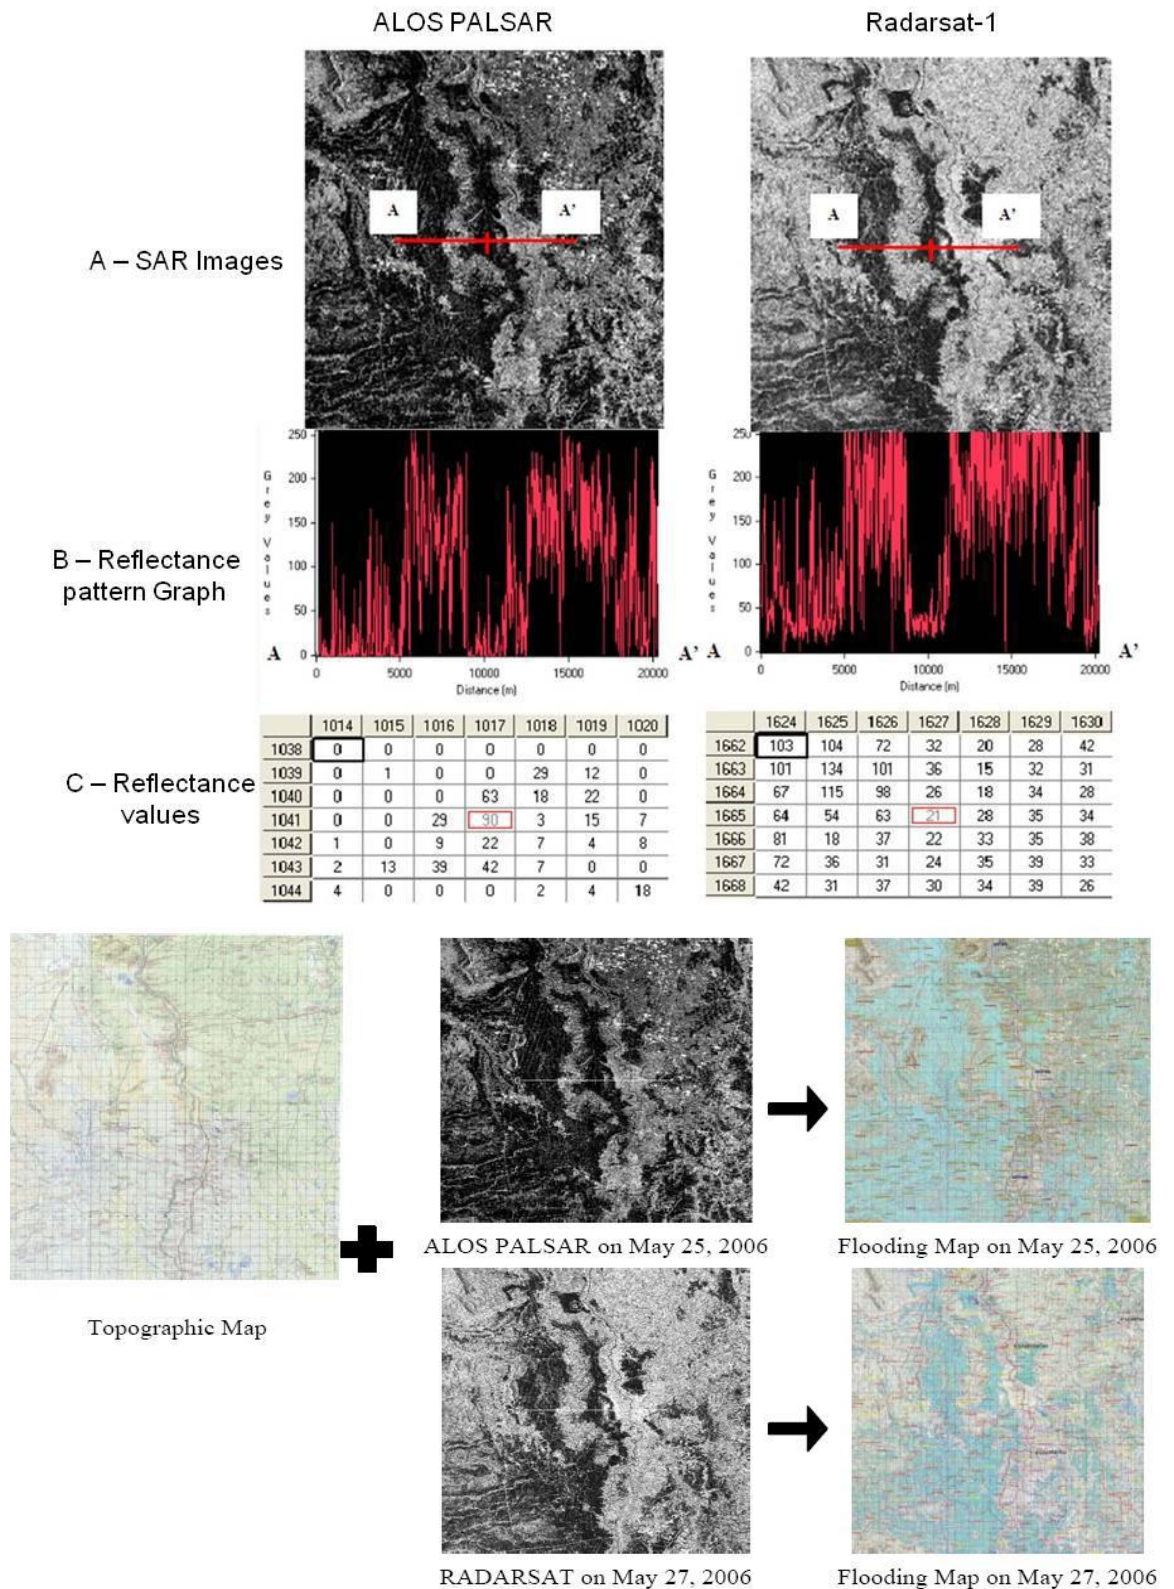 ALOS PALSAR
Radarsat-1
A
A'
A
A'
A – SAR Images
B – Reflectance
pattern Graph
Grey Values
250
200
150
100
50
0
A
0 5000 10000 15000 20000
Distance (m)
A'
Grey Values
250
200
150
100
50
0
A
0 5000 10000 15000 20000
Distance (m)
A'
C – Reflectance
values
1014 1015 1016 1017 1018 1019 1020
1038 0 0 0 0 0 0 0
1039 0 1 0 0 29 12 0
1040 0 0 0 63 18 22 0
1041 0 0 29 90 3 15 7
1042 1 0 9 22 7 4 8
1043 2 13 39 42 7 0 0
1044 4 0 0 0 2 4 18
1624 1625 1626 1627 1628 1629 1630
1662 103 104 72 32 20 28 42
1663 101 134 101 36 15 32 31
1664 67 115 98 26 18 34 28
1665 64 54 63 21 28 35 34
1666 81 18 37 22 33 35 38
1667 72 36 31 24 35 39 33
1668 42 31 37 30 34 39 26
Topographic Map
ALOS PALSAR on May 25, 2006
Flooding Map on May 25, 2006
RADARSAT on May 27, 2006
Flooding Map on May 27, 2006